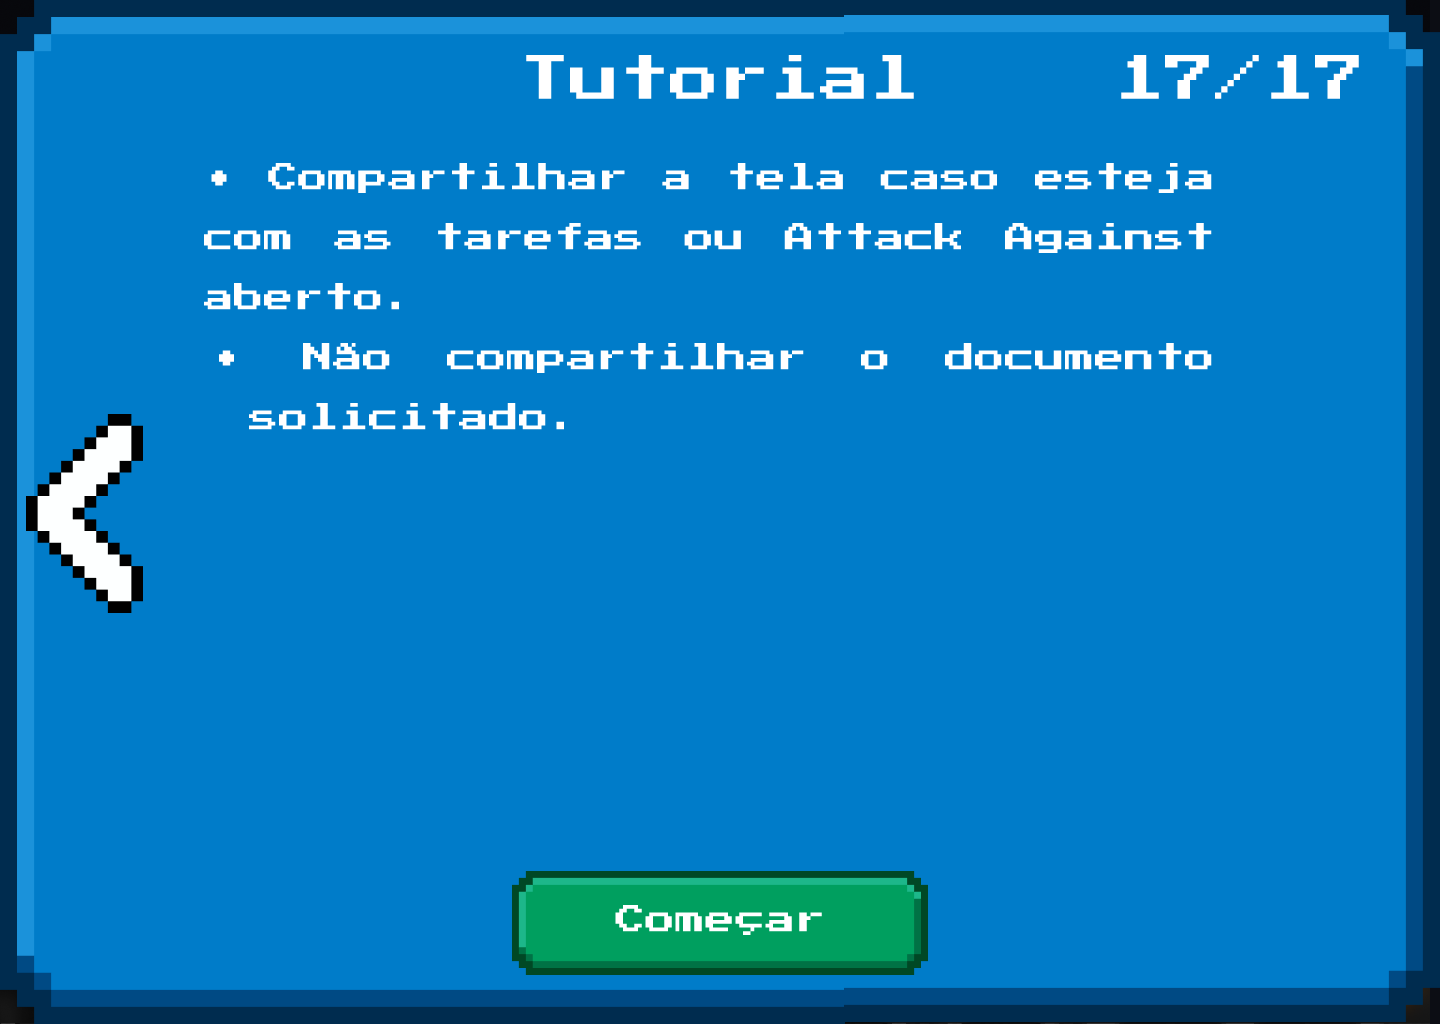 Tutorial 17/17
• Compartilhar a tela caso esteja
com as tarefas ou Attack Against
aberto.
• Não compartilhar o documento
solicitado.
Começar